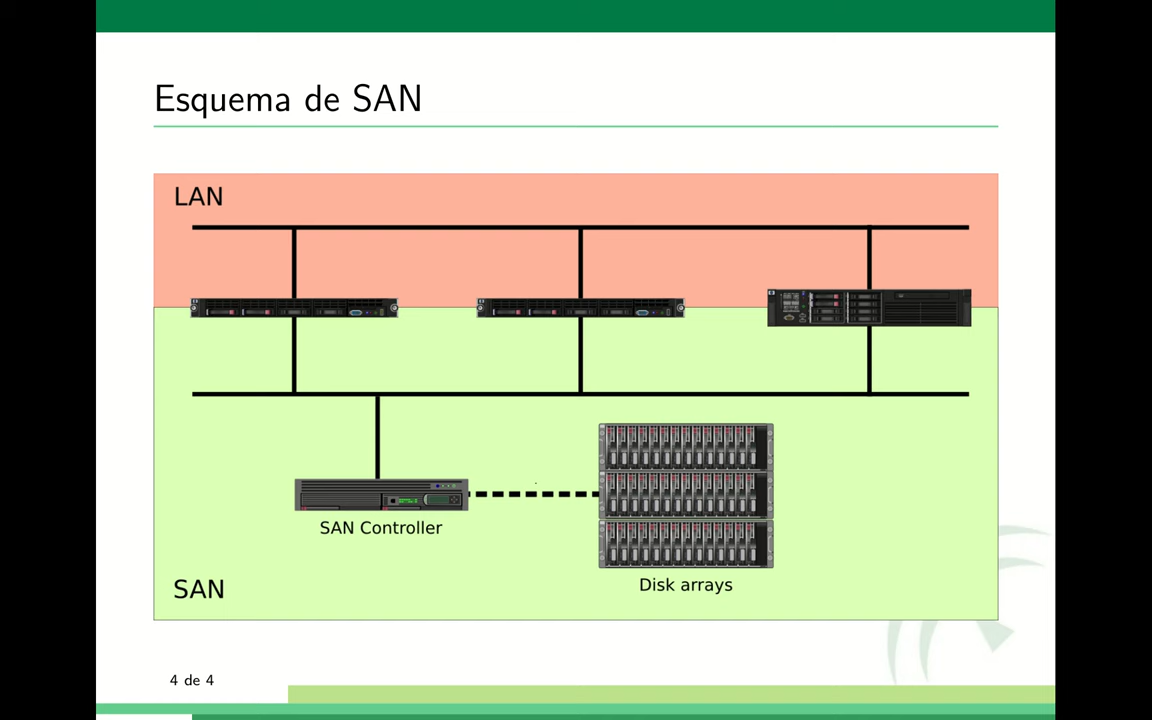 Esquema de SAN
LAN
SAN Controller
Disk arrays
SAN
4 de 4